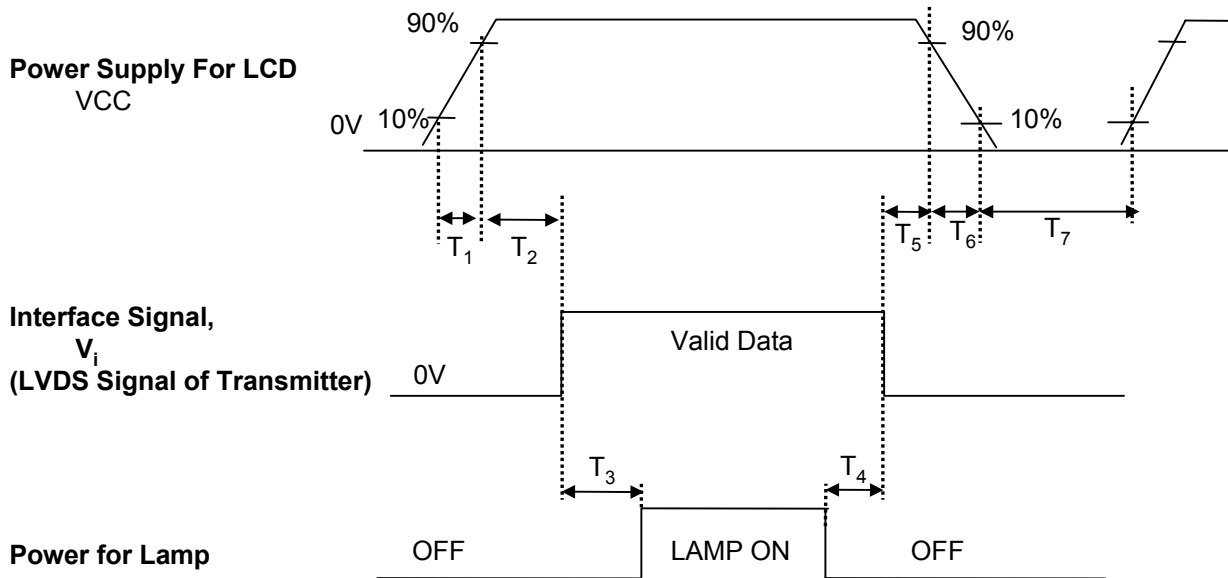 90%
90%
Power Supply For LCD
VCC
0V
10%
10%
T1
T2
T5
T6
T7
Interface Signal,
Vi
(LVDS Signal of Transmitter)
0V
Valid Data
T3
T4
Power for Lamp
OFF
LAMP ON
OFF